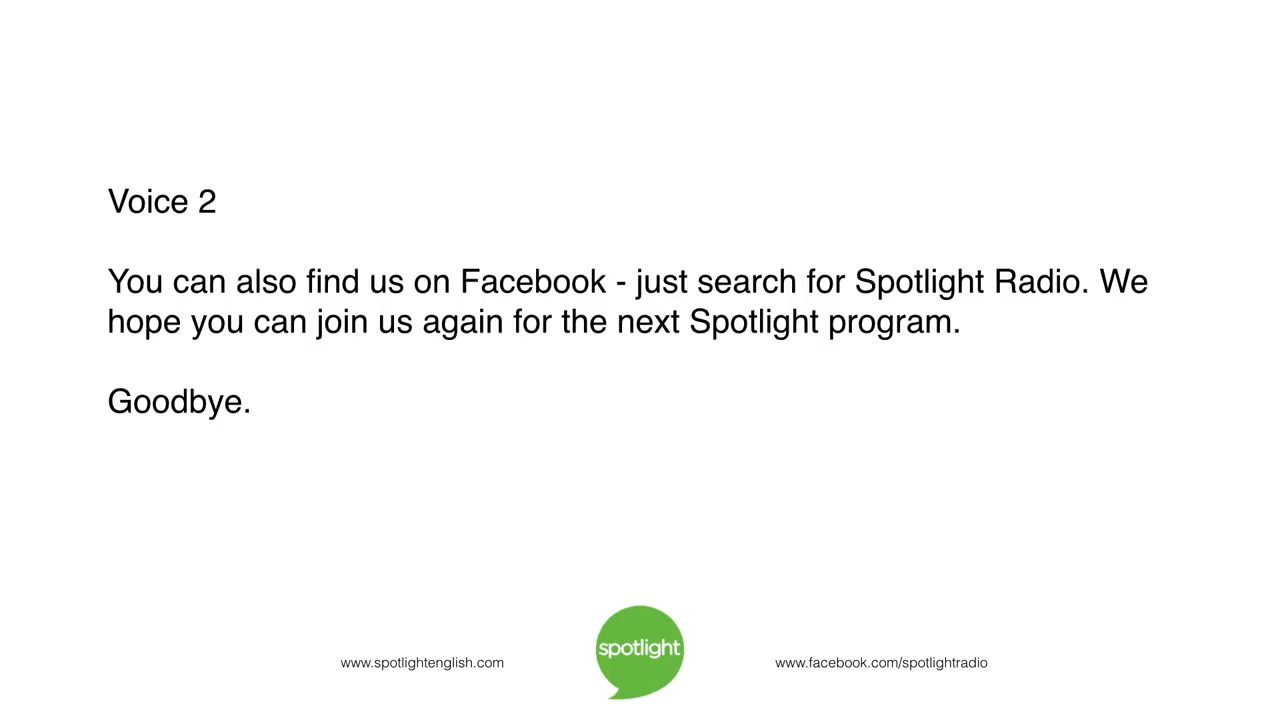 Voice 2
You can also find us on Facebook - just search for Spotlight Radio. We
hope you can join us again for the next Spotlight program.
Goodbye.
spotlight
www.spotlightenglish.com
www.facebook.com/spotlightradio